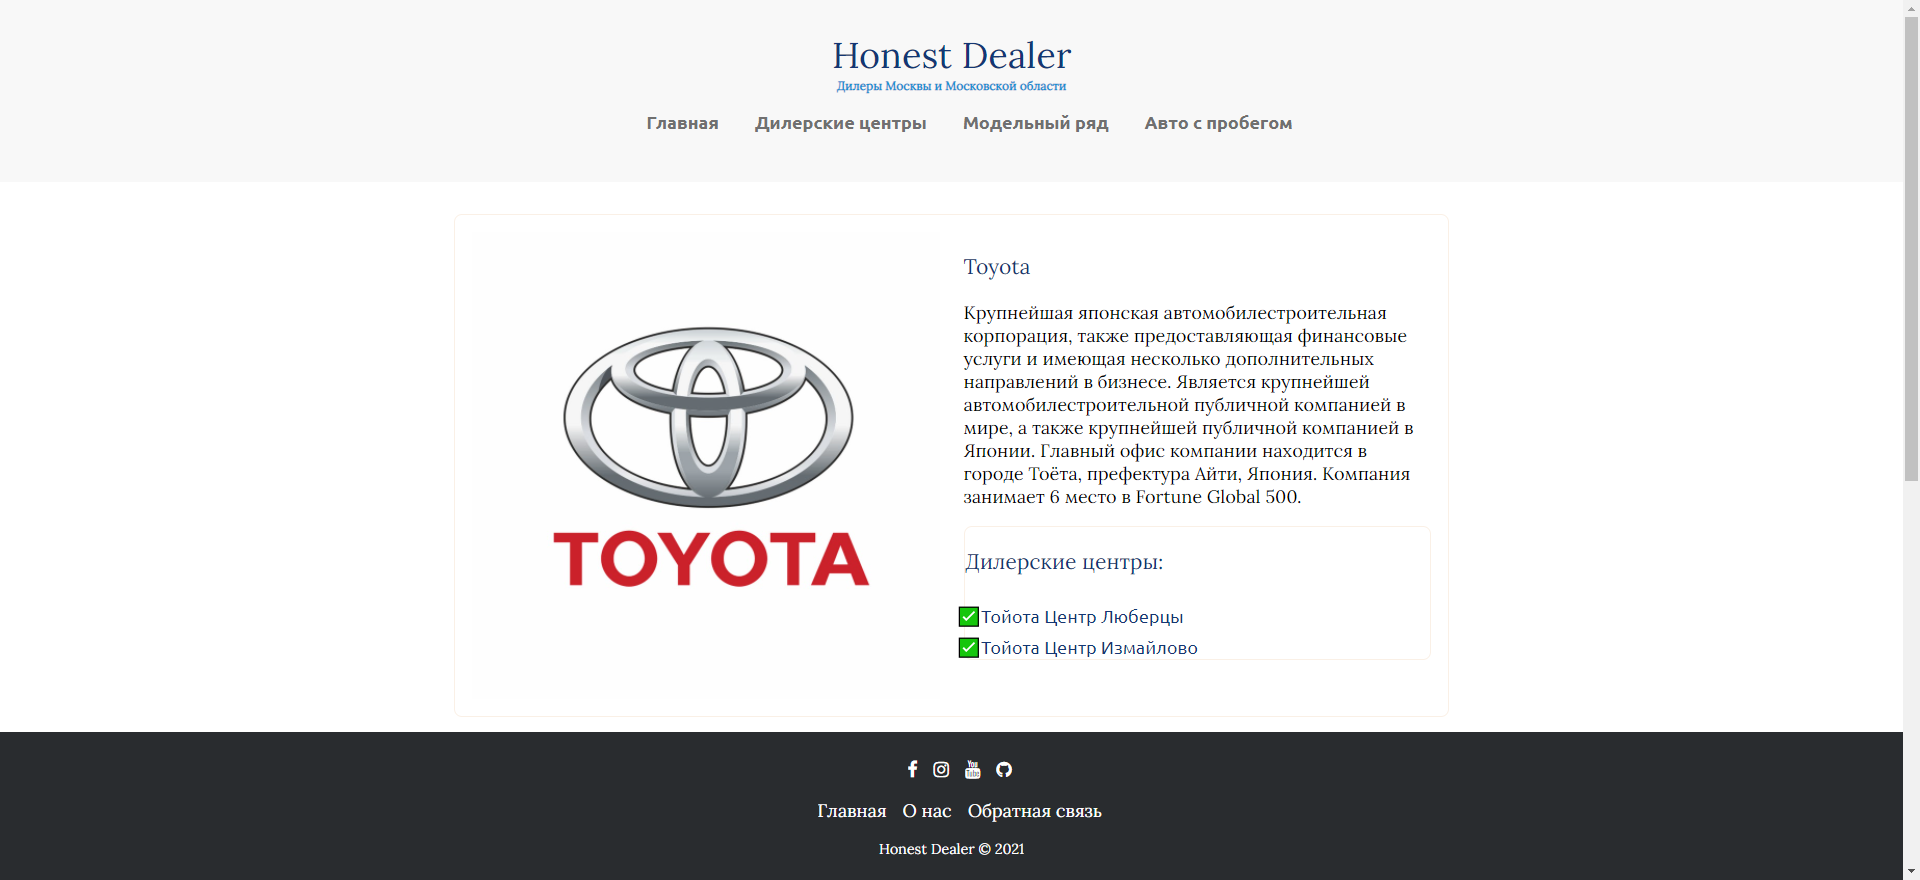 Honest Dealer
Дилеры Москвы и Московской области
Главная Дилерские центры Модельный ряд Авто с пробегом
TOYOTA
Toyota
Крупнейшая японская автомобилестроительная
корпорация, также предоставляющая финансовые
услуги и имеющая несколько дополнительных
направлений в бизнесе. Является крупнейшей
автомобилестроительной публичной компанией в
мире, а также крупнейшей публичной компанией в
Японии. Главный офис компании находится в
городе Тоёта, префектура Айти, Япония. Компания
занимает 6 место в Fortune Global 500.
Дилерские центры:
Тойота Центр Люберцы
Тойота Центр Измайлово
You
Tube
Главная О нас Обратная связь
Honest Dealer © 2021